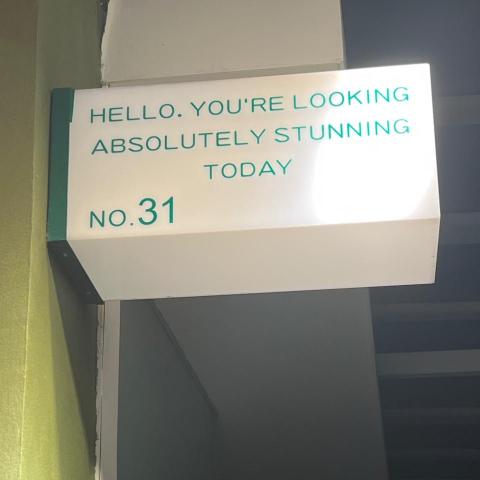 HELLO. YOU'RE LOOKING
ABSOLUTELY STUNNING
TODAY
NO.31